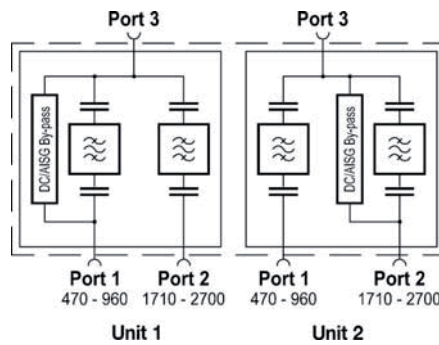 Port 3 Port 3
DC/AISG By-pass DC/AISG By-pass
Port 1 Port 2 Port 1 Port 2
470 - 960 1710 - 2700 470 - 960 1710 - 2700
Unit 1 Unit 2